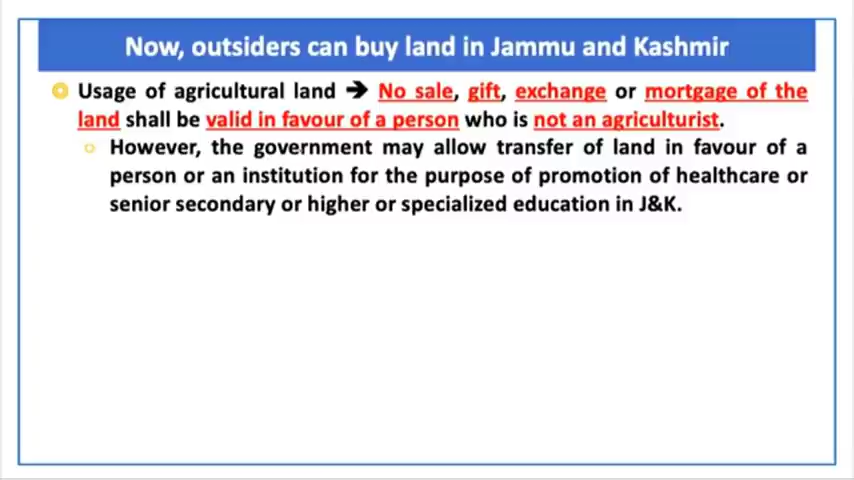 Now, outsiders can buy land in Jammu and Kashmir
Usage of agricultural land ➔ No sale, gift, exchange or mortgage of the
land shall be valid in favour of a person who is not an agriculturist.
However, the government may allow transfer of land in favour of a
person or an institution for the purpose of promotion of healthcare or
senior secondary or higher or specialized education in J&K.